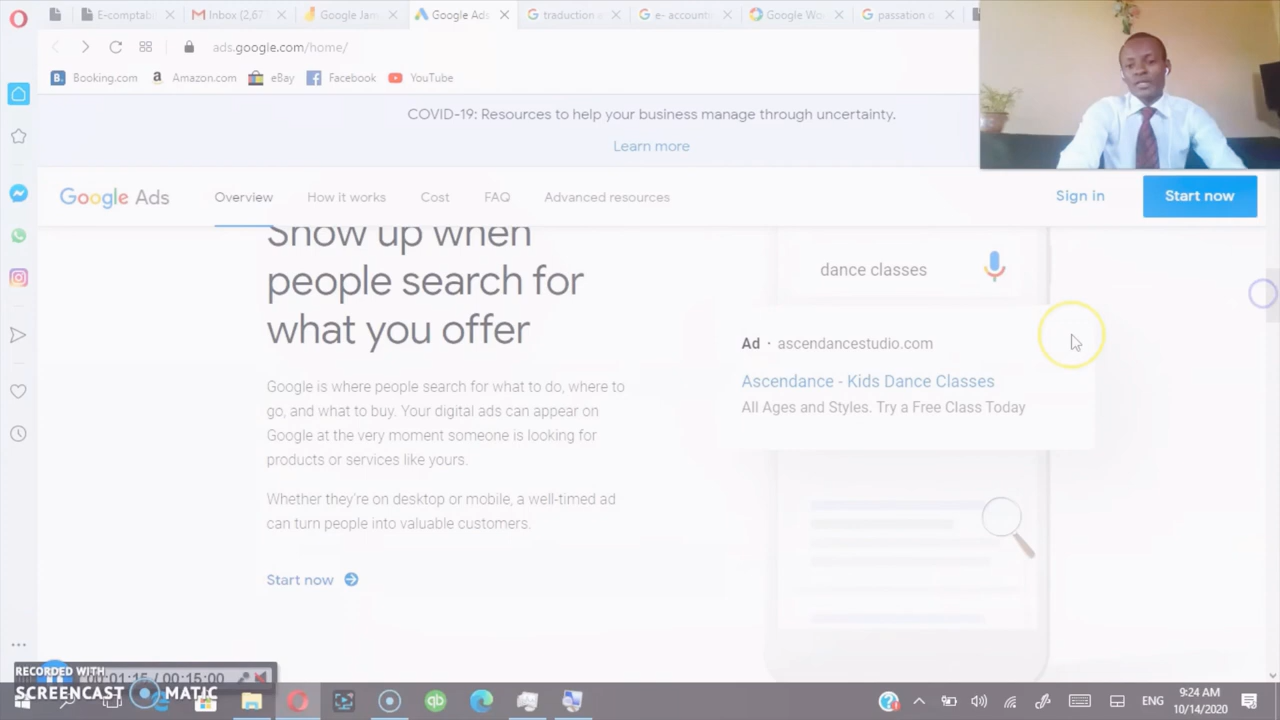 E-comptab
Inbox (2,67
Google Jam
Google Ads
traduction e
e- account
Google Wo
passation c
ads.google.com/home/
Booking.com
Amazon.com
eBay
Facebook
YouTube
COVID-19: Resources to help your business manage through uncertainty.
Learn more
Google Ads
Overview
How it works
Cost
FAQ
Advanced resources
Sign in
Start now
Show up when
people search for
what you offer
Google is where people search for what to do, where to
go, and what to buy. Your digital ads can appear on
Google at the very moment someone is looking for
products or services like yours.
Whether they're on desktop or mobile, a well-timed ad
can turn people into valuable customers.
Start now
dance classes
Ad · ascendancestudio.com
Ascendance - Kids Dance Classes
All Ages and Styles. Try a Free Class Today
RECORDED WITH
SCREENCAST MATIC
00:01:15 / 00:15:00
ENG
9:24 AM
10/14/2020